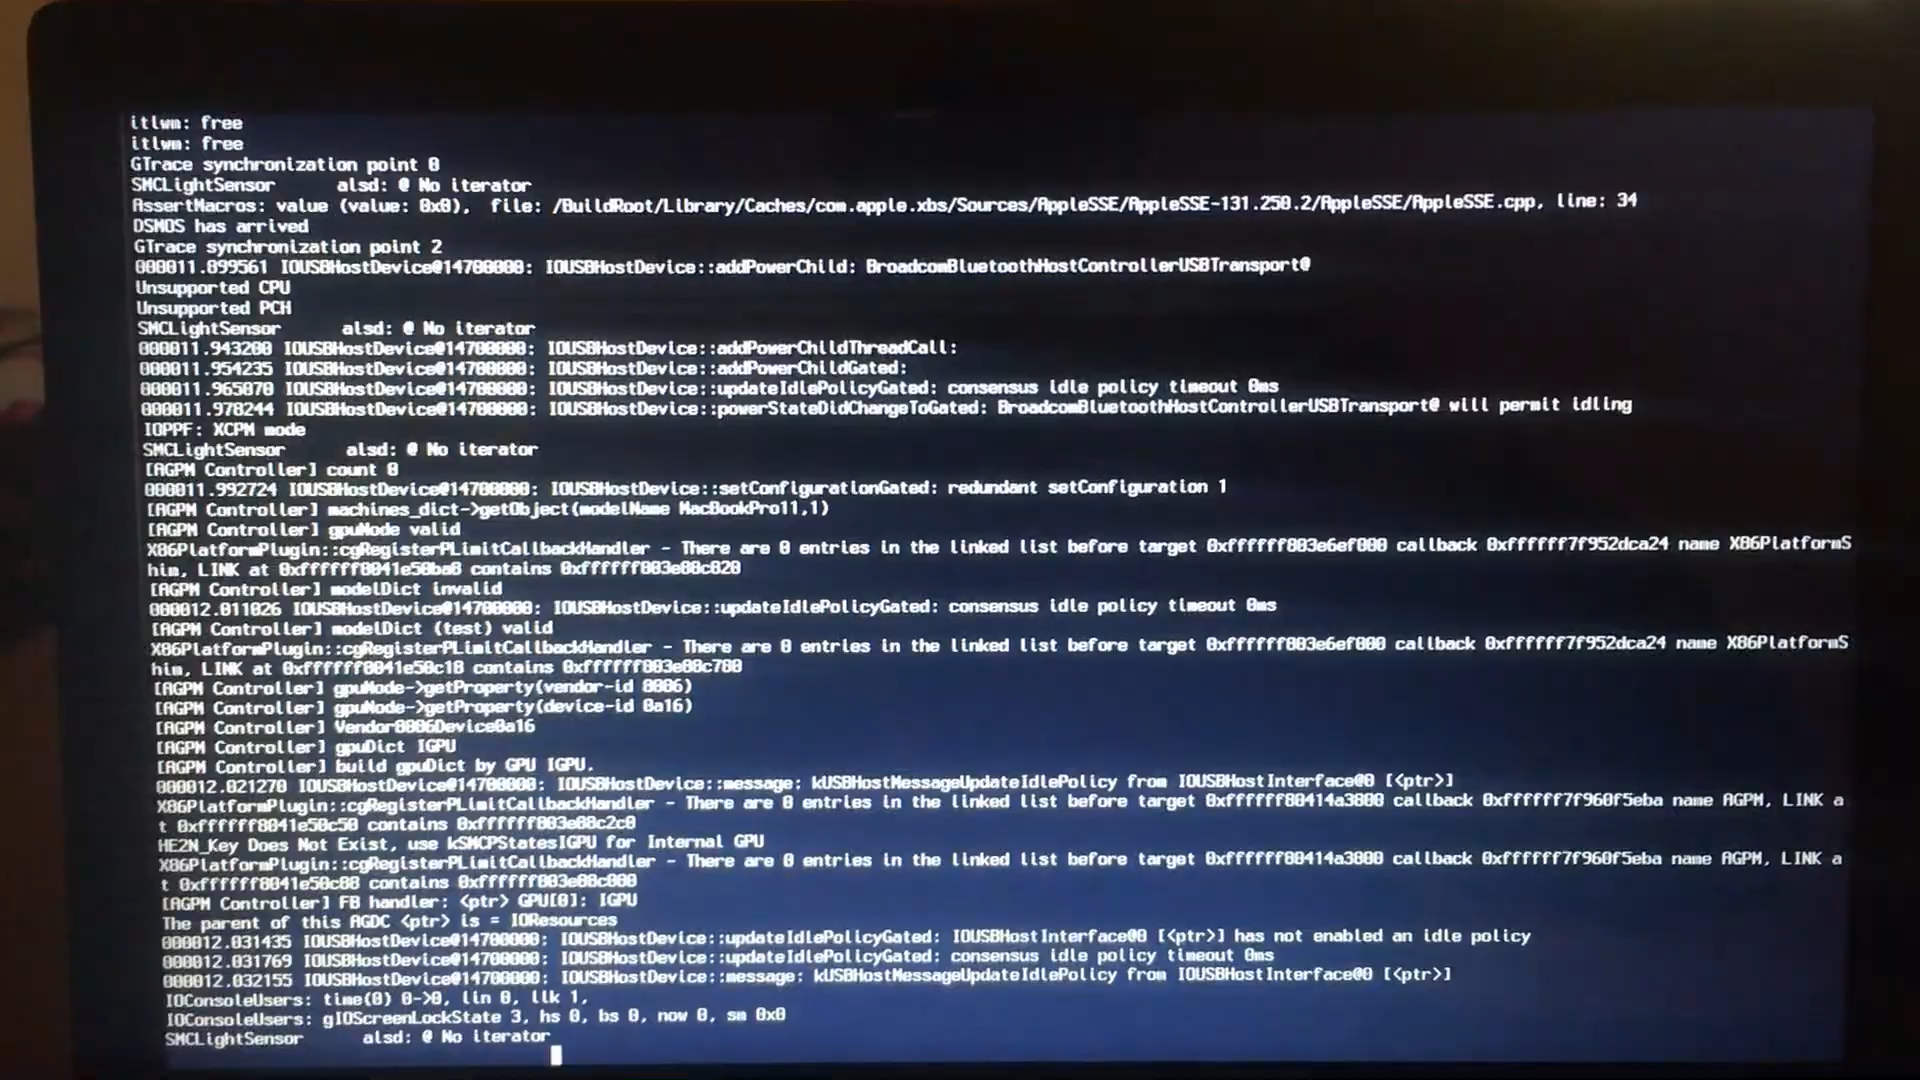 itlwm: free
itlwm: free
GTrace synchronization point 0
SMCLightSensor alsd: @ No iterator
AssertMacros: value (value: 0x0), file: /BuildRoot/Library/Caches/com.apple.xbs/Sources/AppleSSE/AppleSSE-131.250.2/AppleSSE/AppleSSE.cpp, line: 34
DSMOS has arrived
GTrace synchronization point 2
000011.899561 IOUSBHostDevice@14700000: IOUSBHostDevice::addPowerChild: BroadcomBluetoothHostControllerUSBTransport@
Unsupported CPU
Unsupported PCH
SMCLightSensor alsd: @ No iterator
000011.943200 IOUSBHostDevice@14700000: IOUSBHostDevice::addPowerChildThreadCall:
000011.954235 IOUSBHostDevice@14700000: IOUSBHostDevice::addPowerChildGated:
000011.965070 IOUSBHostDevice@14700000: IOUSBHostDevice::updateIdlePolicyGated: consensus idle policy timeout 0ms
000011.978244 IOUSBHostDevice@14700000: IOUSBHostDevice::powerStateDidChangeToGated: BroadcomBluetoothHostControllerUSBTransport@ will permit idling
IOPPF: XCPM mode
SMCLightSensor alsd: @ No iterator
[AGPM Controller] count 0
000011.992724 IOUSBHostDevice@14700000: IOUSBHostDevice::setConfigurationGated: redundant setConfiguration 1
[AGPM Controller] machines_dict->getObject(modelName MacBookPro11,1)
[AGPM Controller] gpuNode valid
X86PlatformPlugin::cgRegisterPLimitCallbackHandler - There are 0 entries in the linked list before target 0xffffff803e6ef000 callback 0xffffff7f952dca24 name X86PlatformS
him, LINK at 0xffffff8041e50ba8 contains 0xffffff803e08c820
[AGPM Controller] modelDict invalid
000012.011026 IOUSBHostDevice@14700000: IOUSBHostDevice::updateIdlePolicyGated: consensus idle policy timeout 0ms
[AGPM Controller] modelDict (test) valid
X86PlatformPlugin::cgRegisterPLimitCallbackHandler - There are 0 entries in the linked list before target 0xffffff803e6ef000 callback 0xffffff7f952dca24 name X86PlatformS
him, LINK at 0xffffff8041e50c18 contains 0xffffff803e08c780
[AGPM Controller] gpuNode->getProperty(vendor-id 8086)
[AGPM Controller] gpuNode->getProperty(device-id 0a16)
[AGPM Controller] Vendor8086Device0a16
[AGPM Controller] gpuDict IGPU
[AGPM Controller] build gpuDict by GPU IGPU.
000012.021270 IOUSBHostDevice@14700000: IOUSBHostDevice::message: kUSBHostMessageUpdateIdlePolicy from IOUSBHostInterface@0 [<ptr>]
X86PlatformPlugin::cgRegisterPLimitCallbackHandler - There are 0 entries in the linked list before target 0xffffff80414a3800 callback 0xffffff7f960f5eba name AGPM, LINK a
t 0xffffff8041e50c50 contains 0xffffff803e08c2c0
HE2N_Key Does Not Exist, use kSMCPStatesIGPU for Internal GPU
X86PlatformPlugin::cgRegisterPLimitCallbackHandler - There are 0 entries in the linked list before target 0xffffff80414a3800 callback 0xffffff7f960f5eba name AGPM, LINK a
t 0xffffff8041e50c88 contains 0xffffff803e08c000
[AGPM Controller] FB handler: <ptr> GPU[0]: IGPU
The parent of this AGDC <ptr> is = IOResources
000012.031435 IOUSBHostDevice@14700000: IOUSBHostDevice::updateIdlePolicyGated: IOUSBHostInterface@0 [<ptr>] has not enabled an idle policy
000012.031769 IOUSBHostDevice@14700000: IOUSBHostDevice::updateIdlePolicyGated: consensus idle policy timeout 0ms
000012.032155 IOUSBHostDevice@14700000: IOUSBHostDevice::message: kUSBHostMessageUpdateIdlePolicy from IOUSBHostInterface@0 [<ptr>]
IOConsoleUsers: time(0) 0->0, lin 0, llk 1,
IOConsoleUsers: gIOScreenLockState 3, hs 0, bs 0, now 0, sm 0x0
SMCLightSensor alsd: @ No iterator